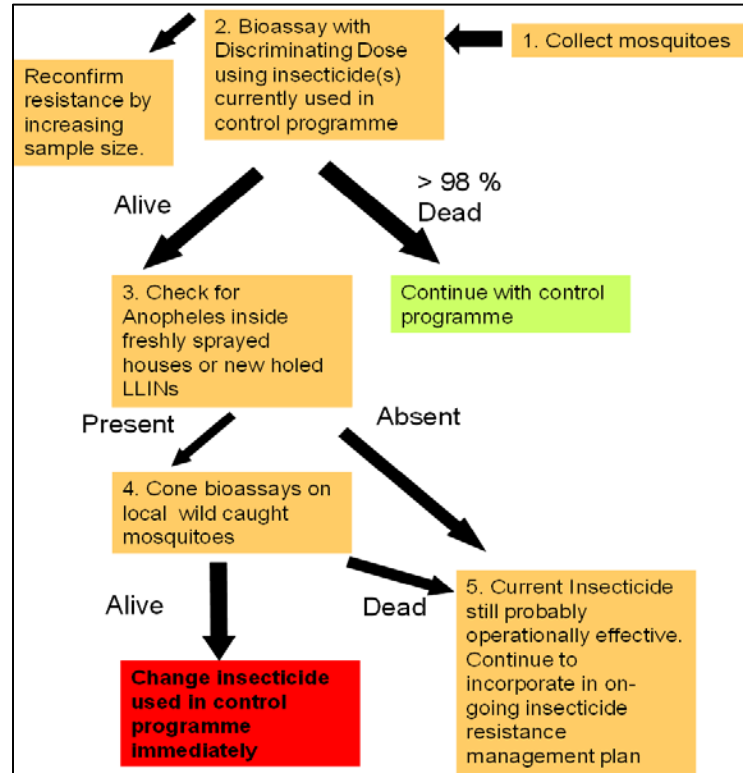 1. Collect mosquitoes
2. Bioassay with
Discriminating Dose
using insecticide(s)
currently used in
control programme
Reconfirm
resistance by
increasing
sample size.
Alive
> 98 %
Dead
3. Check for
Anopheles inside
freshly sprayed
houses or new holed
LLINs
Continue with control
programme
Present
Absent
4. Cone bioassays on
local wild caught
mosquitoes
Alive
Dead
5. Current Insecticide
still probably
operationally effective.
Continue to
incorporate in on-
going insecticide
resistance
management plan
Change insecticide
used in control
programme
immediately